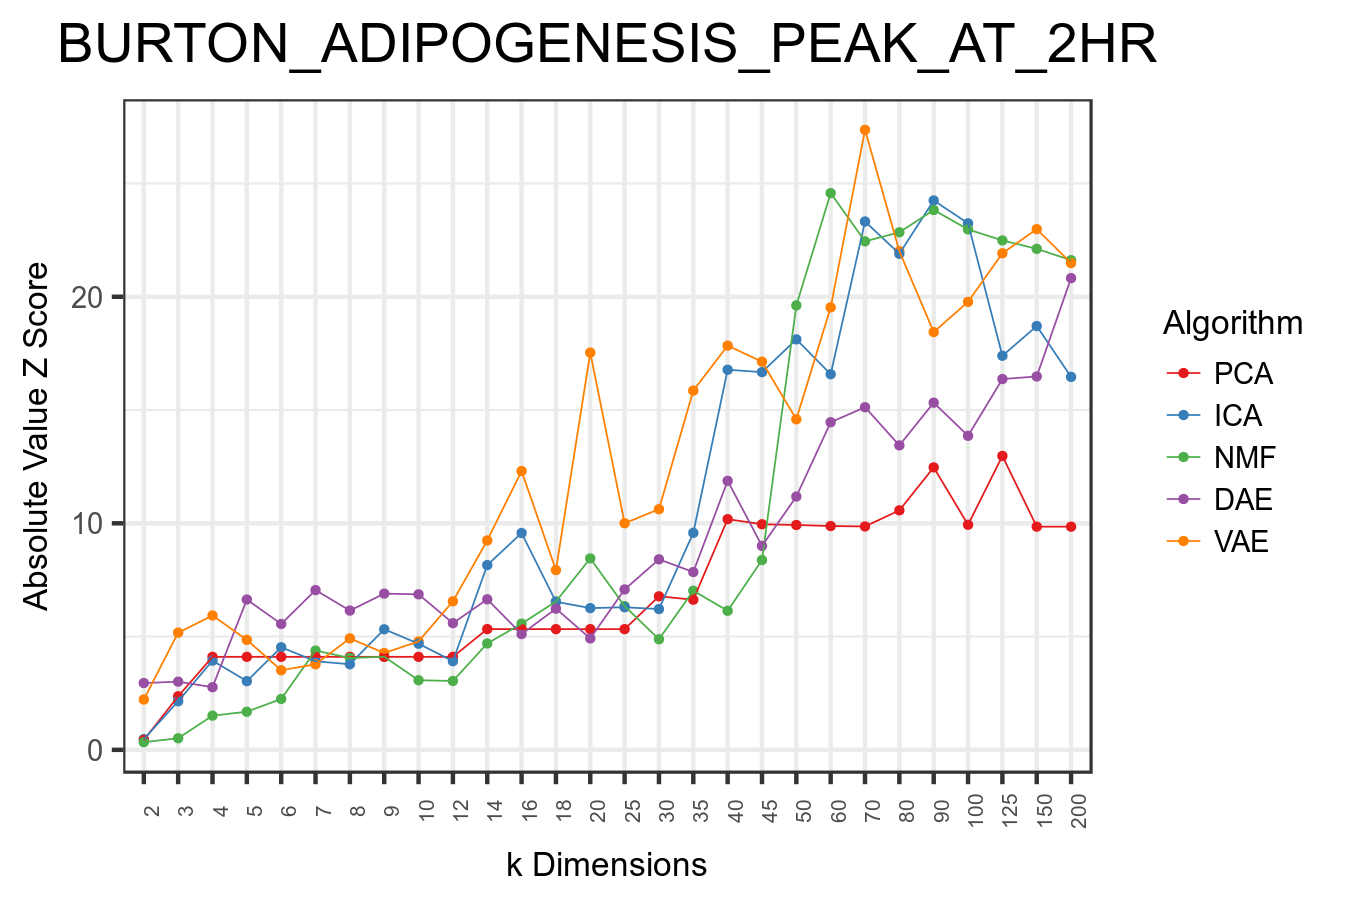 BURTON_ADIPOGENESIS_PEAK_AT_2HR
Absolute Value Z Score
20
10
0
2 3 4 5 6 7 8 9 10 12 14 16 18 20 25 30 35 40 45 50 60 70 80 90 100 125 150 200
k Dimensions
Algorithm
PCA
ICA
NMF
DAE
VAE